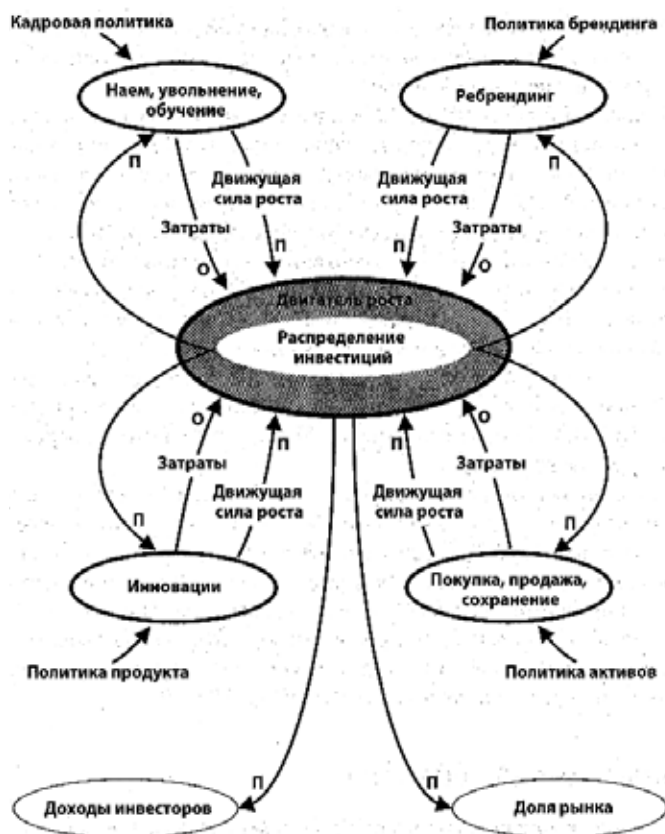 Кадровая политика
Политика брендинга
Наем, увольнение,
обучение
Ребрендинг
П
П
Движущая
сила роста
Движущая
сила роста
Затраты
Затраты
П
П
О
О
Двигатель роста
Распределение
инвестиций
О
П
П
О
Затраты
Затраты
Движущая
сила роста
Движущая
сила роста
П
П
Инновации
Покупка, продажа,
сохранение
Политика продукта
Политика активов
П
П
Доходы инвесторов
Доля рынка